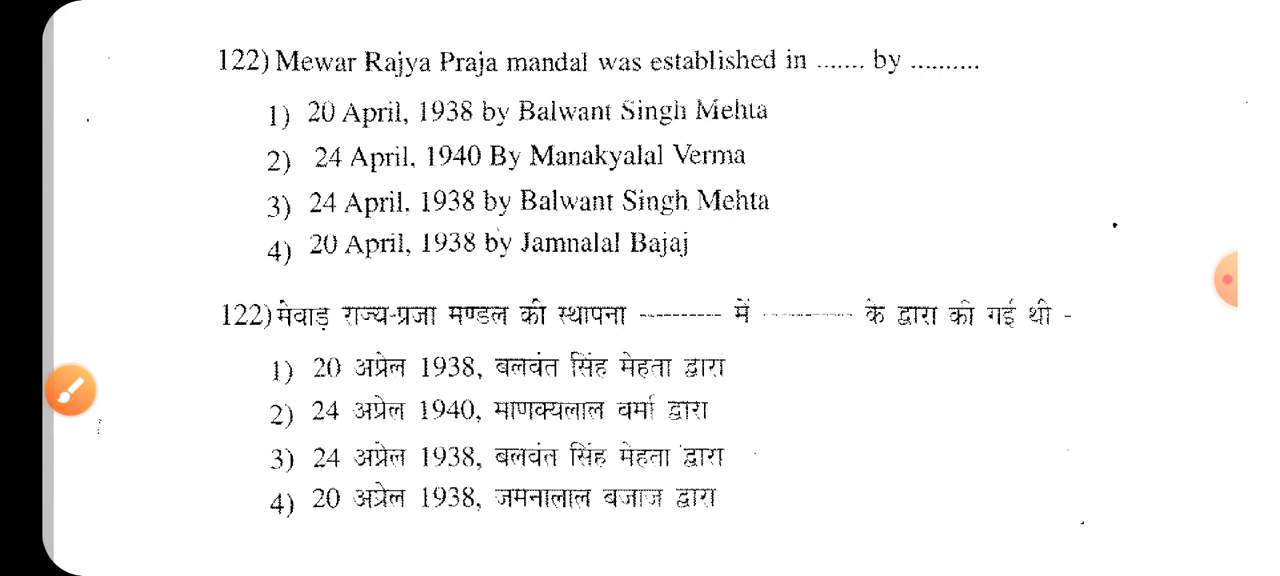 122) Mewar Rajya Praja mandal was established in ....... by ..........
1) 20 April, 1938 by Balwant Singh Mehta
2) 24 April, 1940 By Manakyalal Verma
3) 24 April, 1938 by Balwant Singh Mehta
4) 20 April, 1938 by Jamnalal Bajaj
122) मेवाड़ राज्य-प्रजा मण्डल की स्थापना ---------- में ----------- के द्वारा की गई थी -
1) 20 अप्रेल 1938, बलवंत सिंह मेहता द्वारा
2) 24 अप्रेल 1940, माणक्यलाल वर्मा द्वारा
3) 24 अप्रेल 1938, बलवंत सिंह मेहता द्वारा
4) 20 अप्रेल 1938, जमनालाल बजाज द्वारा